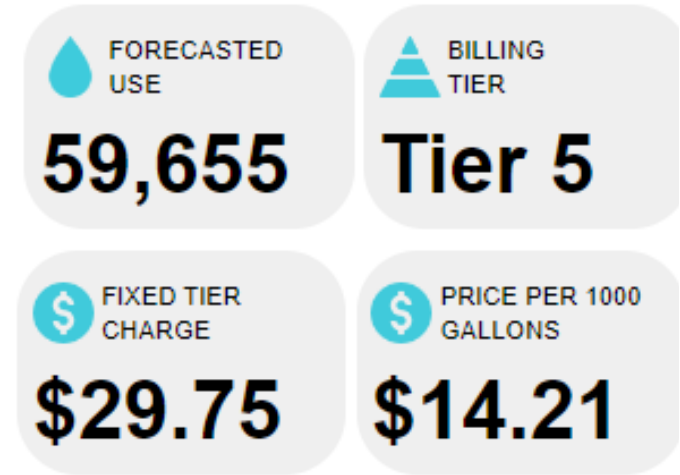 FORECASTED
USE
59,655
BILLING
TIER
Tier 5
FIXED TIER
CHARGE
$29.75
PRICE PER 1000
GALLONS
$14.21